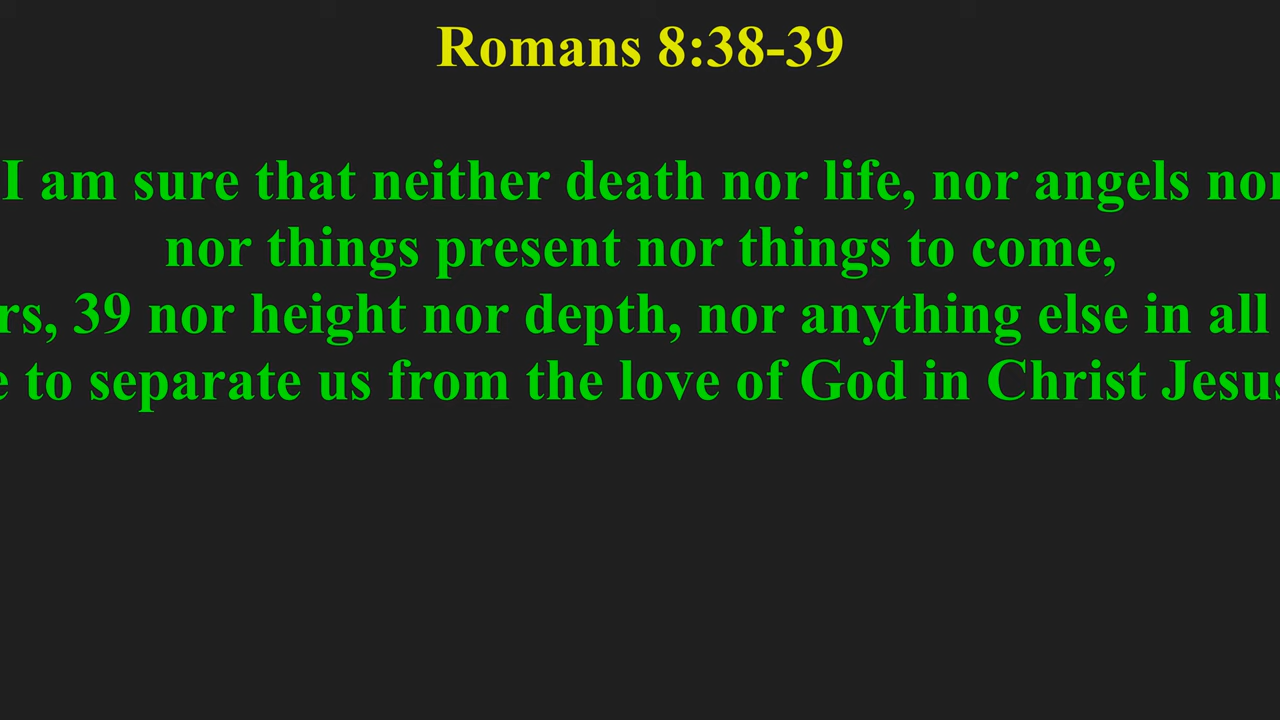 Romans 8:38-39
I am sure that neither death nor life, nor angels nor
nor things present nor things to come,
rs, 39 nor height nor depth, nor anything else in all
e to separate us from the love of God in Christ Jesus